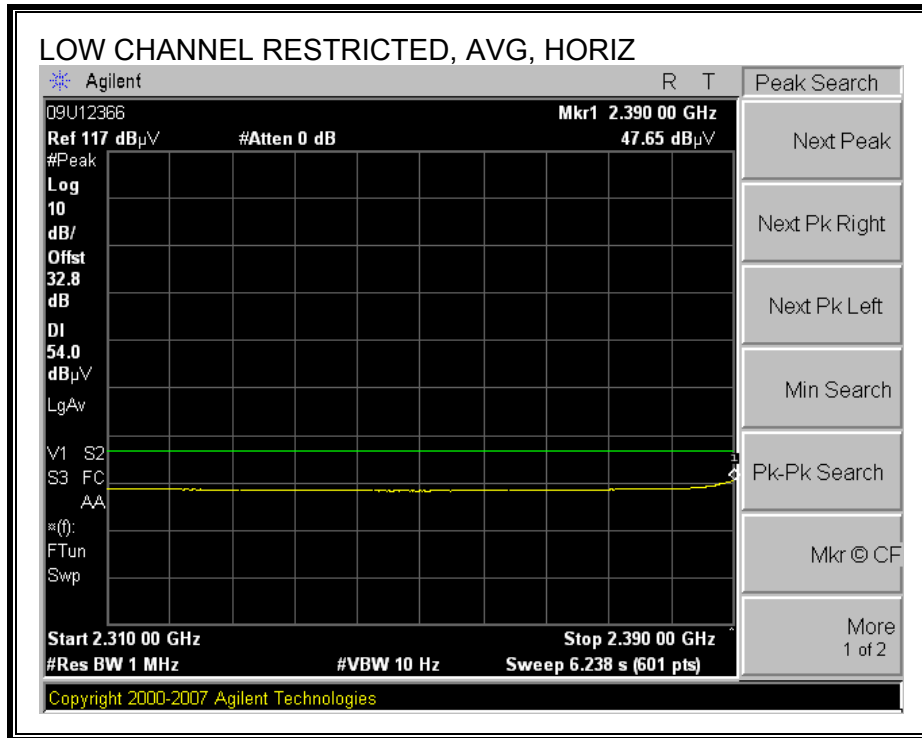 LOW CHANNEL RESTRICTED, AVG, HORIZ
Agilent R T Peak Search
09U12366 Mkr1 2.390 00 GHz
Ref 117 dBµV #Atten 0 dB 47.65 dBµV
#Peak
Log
10
dB/
Offst
32.8
dB
DI
54.0
dBµV
LgAv
V1 S2
S3 FC
AA
¤(f):
FTun
Swp
1
Start 2.310 00 GHz Stop 2.390 00 GHz ^
#Res BW 1 MHz #VBW 10 Hz Sweep 6.238 s (601 pts)
Copyright 2000-2007 Agilent Technologies
Next Peak
Next Pk Right
Next Pk Left
Min Search
Pk-Pk Search
Mkr © CF
More
1 of 2